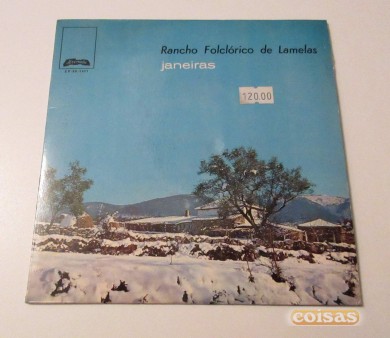 Rancho Folclórico de Lamelas
janeiras
120.00
coisas